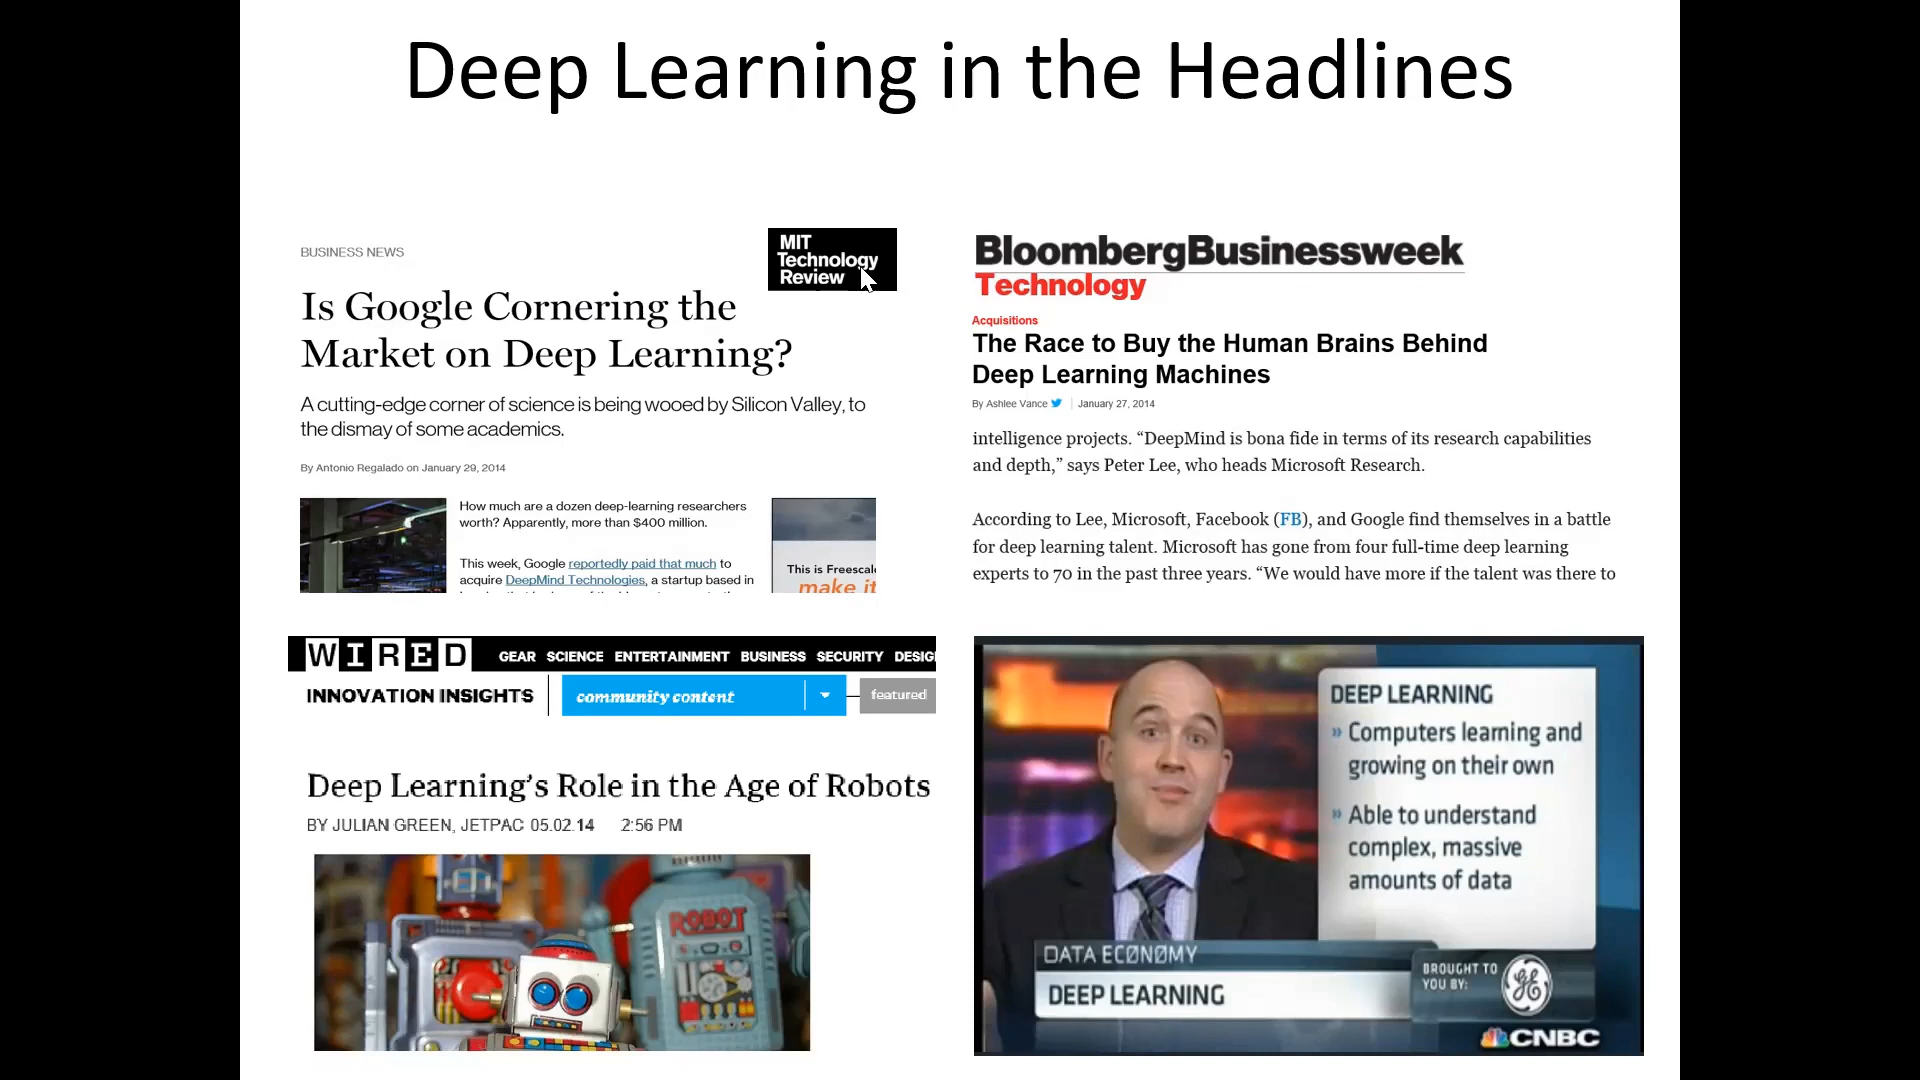 Deep Learning in the Headlines
BUSINESS NEWS
MIT
Technology
Review
Is Google Cornering the
Market on Deep Learning?
A cutting-edge corner of science is being wooed by Silicon Valley, to
the dismay of some academics.
By Antonio Regalado on January 29, 2014
How much are a dozen deep-learning researchers
worth? Apparently, more than $400 million.
This week, Google reportedly paid that much to
acquire DeepMind Technologies, a startup based in
This is Freescale
make it
BloombergBusinessweek
Technology
Acquisitions
The Race to Buy the Human Brains Behind
Deep Learning Machines
By Ashlee Vance January 27, 2014
intelligence projects. “DeepMind is bona fide in terms of its research capabilities
and depth,” says Peter Lee, who heads Microsoft Research.
According to Lee, Microsoft, Facebook (FB), and Google find themselves in a battle
for deep learning talent. Microsoft has gone from four full-time deep learning
experts to 70 in the past three years. “We would have more if the talent was there to
WIRED GEAR SCIENCE ENTERTAINMENT BUSINESS SECURITY DESIG
INNOVATION INSIGHTS community content featured
Deep Learning’s Role in the Age of Robots
BY JULIAN GREEN, JETPAC 05.02.14 2:56 PM
ROBOT
DEEP LEARNING
» Computers learning and
growing on their own
» Able to understand
complex, massive
amounts of data
DATA ECØNØMY
DEEP LEARNING
BROUGHT TO
YOU BY:
GE
CNBC